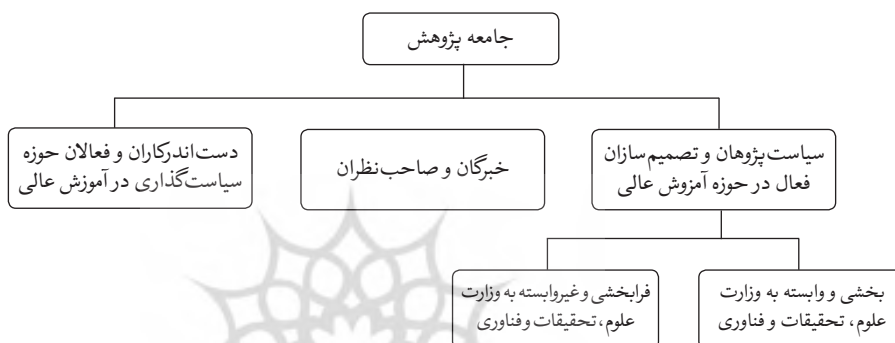 جامعه پژوهش
سیاست‌پژوهان و تصمیم‌سازان
فعال در حوزه آمزوش عالی
خبرگان و صاحب‌نظران
دست‌اندرکاران و فعالان حوزه
سیاست‌گذاری در آموزش عالی
بخشی و وابسته به وزارت
علوم، تحقیقات و فناوری
فرابخشی و غیروابسته به وزارت
علوم، تحقیقات و فناوری